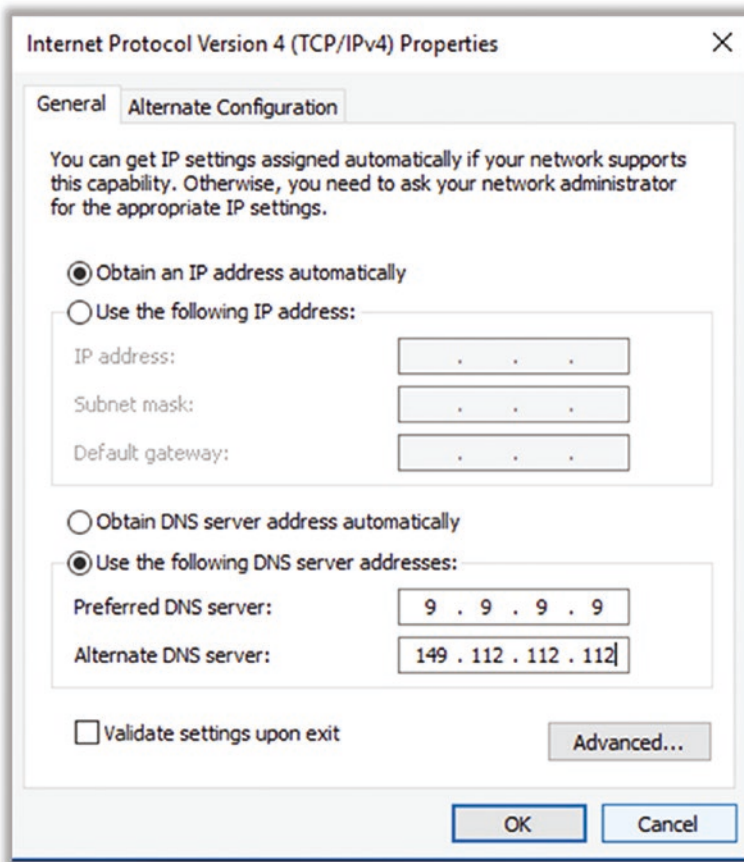 Internet Protocol Version 4 (TCP/IPv4) Properties
General
Alternate Configuration
You can get IP settings assigned automatically if your network supports
this capability. Otherwise, you need to ask your network administrator
for the appropriate IP settings.
Obtain an IP address automatically
Use the following IP address:
IP address: . . .
Subnet mask: . . .
Default gateway: . . .
Obtain DNS server address automatically
Use the following DNS server addresses:
Preferred DNS server: 9 . 9 . 9 . 9
Alternate DNS server: 149 . 112 . 112 . 112
Validate settings upon exit
Advanced...
OK
Cancel